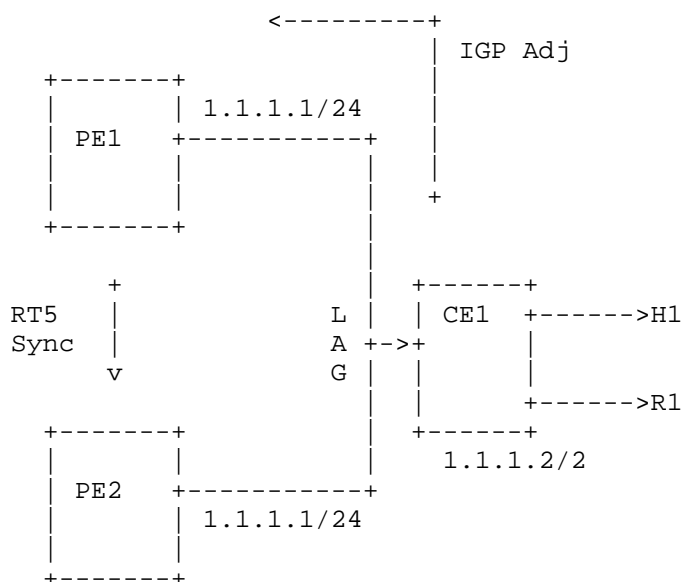 IGP Adj
1.1.1.1/24
PE1
RT5
Sync
L
A
G
CE1
H1
R1
1.1.1.2/2
PE2
1.1.1.1/24